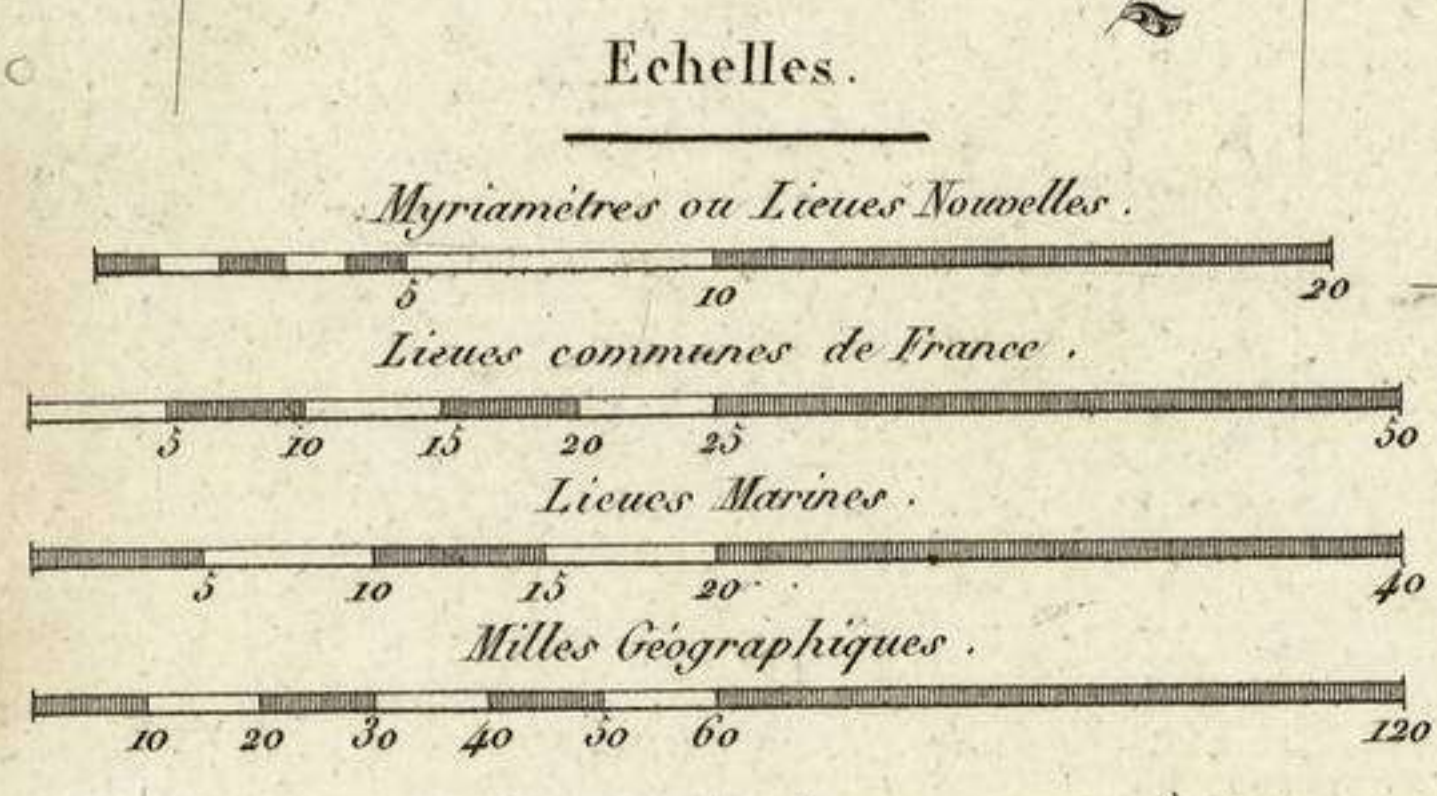 Echelles.
Myriamètres ou Lieues Nouvelles.
5 10 20
Lieues communes de France.
5 10 15 20 25 50
Lieues Marines.
5 10 15 20 40
Milles Géographiques.
10 20 30 40 50 60 120